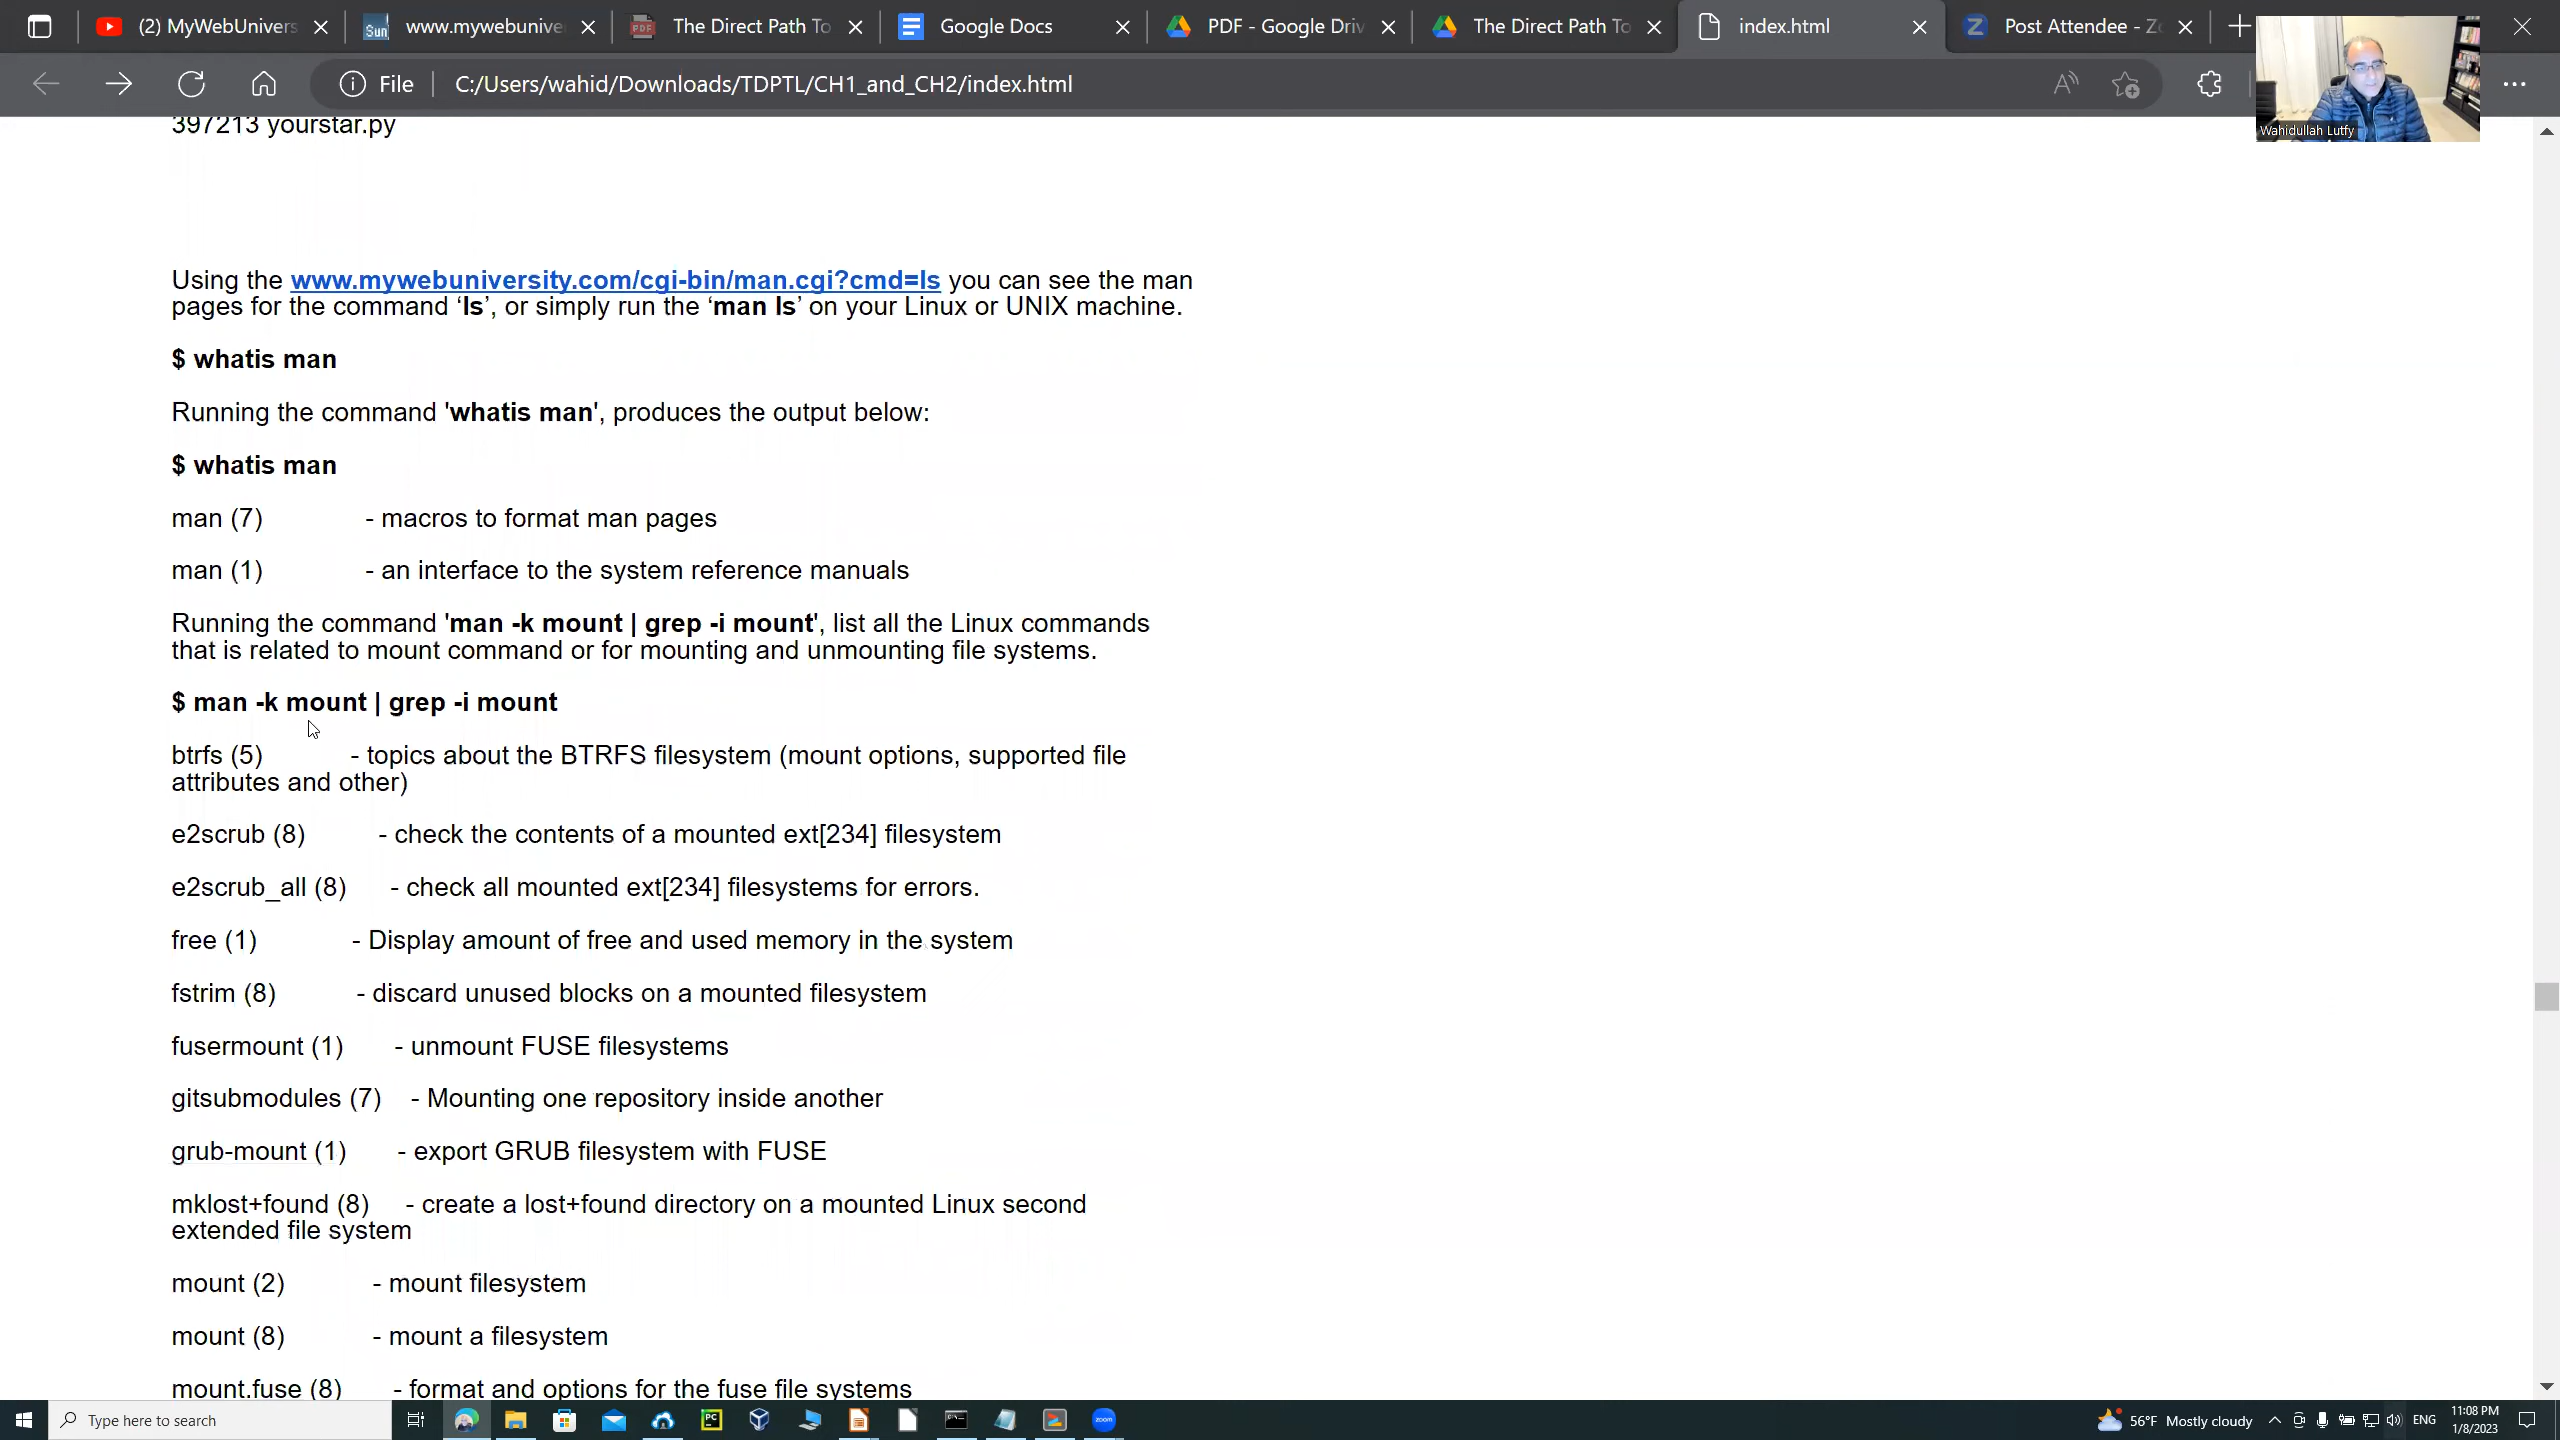 (2) MyWebUnivers
www.mywebunive
The Direct Path To
Google Docs
PDF - Google Driv
The Direct Path To
index.html
Post Attendee - Zo
File
C:/Users/wahid/Downloads/TDPTL/CH1_and_CH2/index.html
Wahidullah Lutfy
397213 yourstar.py
Using the www.mywebuniversity.com/cgi-bin/man.cgi?cmd=ls you can see the man
pages for the command ‘ls’, or simply run the ‘man ls’ on your Linux or UNIX machine.
$ whatis man
Running the command 'whatis man', produces the output below:
$ whatis man
man (7) - macros to format man pages
man (1) - an interface to the system reference manuals
Running the command 'man -k mount | grep -i mount', list all the Linux commands
that is related to mount command or for mounting and unmounting file systems.
$ man -k mount | grep -i mount
btrfs (5) - topics about the BTRFS filesystem (mount options, supported file
attributes and other)
e2scrub (8) - check the contents of a mounted ext[234] filesystem
e2scrub_all (8) - check all mounted ext[234] filesystems for errors.
free (1) - Display amount of free and used memory in the system
fstrim (8) - discard unused blocks on a mounted filesystem
fusermount (1) - unmount FUSE filesystems
gitsubmodules (7) - Mounting one repository inside another
grub-mount (1) - export GRUB filesystem with FUSE
mklost+found (8) - create a lost+found directory on a mounted Linux second
extended file system
mount (2) - mount filesystem
mount (8) - mount a filesystem
mount.fuse (8) - format and options for the fuse file systems
Type here to search
56°F Mostly cloudy
ENG
11:08 PM
1/8/2023